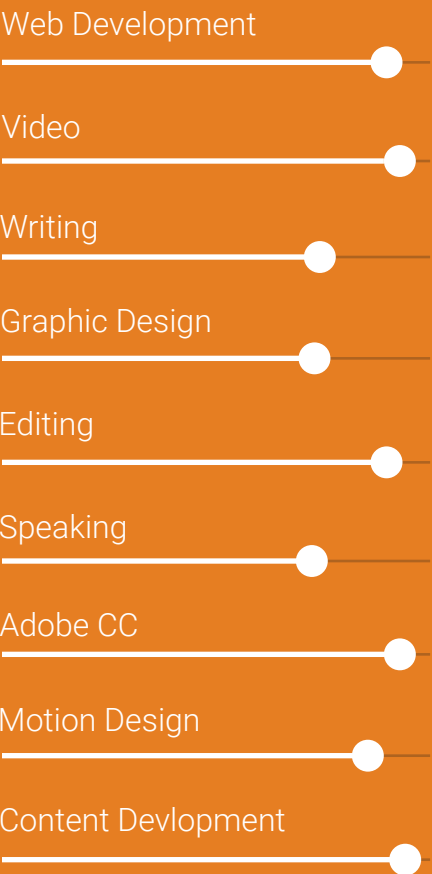 Web Development
Video
Writing
Graphic Design
Editing
Speaking
Adobe CC
Motion Design
Content Devlopment